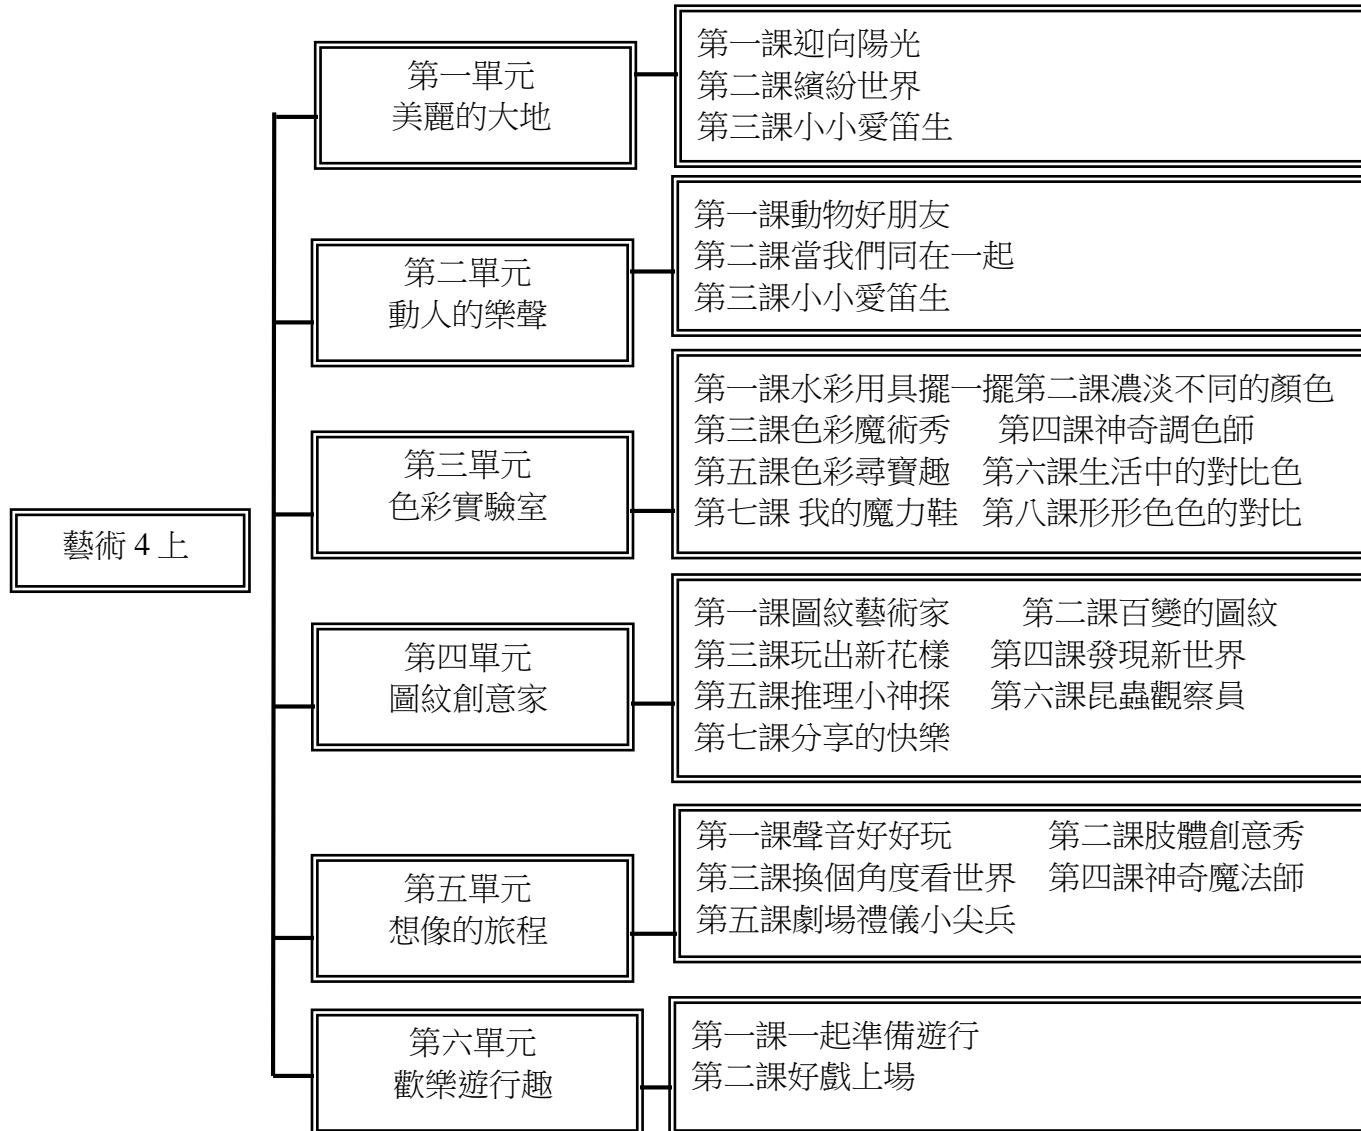 藝術 4 上
第一單元
美麗的大地
第一課迎向陽光
第二課繽紛世界
第三課小小愛笛生
第二單元
動人的樂聲
第一課動物好朋友
第二課當我們同在一起
第三課小小愛笛生
第三單元
色彩實驗室
第一課水彩用具擺一擺第二課濃淡不同的顏色
第三課色彩魔術秀 第四課神奇調色師
第五課色彩尋寶趣 第六課生活中的對比色
第七課 我的魔力鞋 第八課形形色色的對比
第四單元
圖紋創意家
第一課圖紋藝術家 第二課百變的圖紋
第三課玩出新花樣 第四課發現新世界
第五課推理小神探 第六課昆蟲觀察員
第七課分享的快樂
第五單元
想像的旅程
第一課聲音好好玩 第二課肢體創意秀
第三課換個角度看世界 第四課神奇魔法師
第五課劇場禮儀小尖兵
第六單元
歡樂遊行趣
第一課一起準備遊行
第二課好戲上場